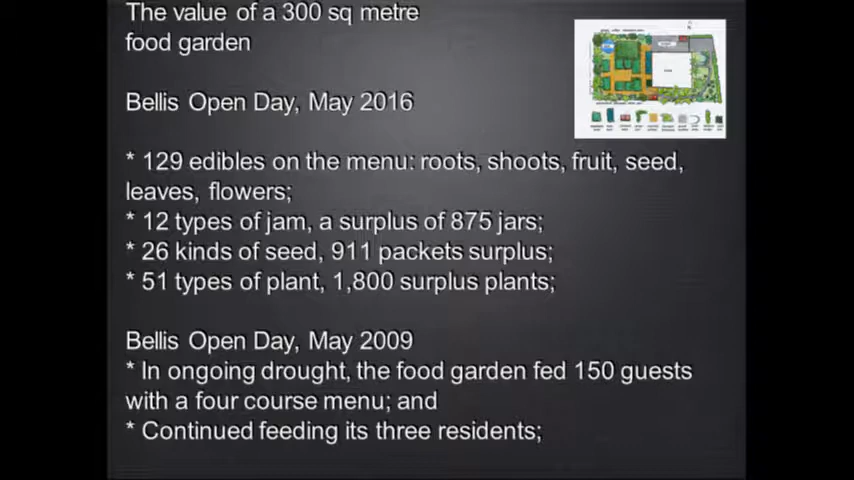 The value of a 300 sq metre
food garden
Bellis Open Day, May 2016
* 129 edibles on the menu: roots, shoots, fruit, seed,
leaves, flowers;
* 12 types of jam, a surplus of 875 jars;
* 26 kinds of seed, 911 packets surplus;
* 51 types of plant, 1,800 surplus plants;
Bellis Open Day, May 2009
* In ongoing drought, the food garden fed 150 guests
with a four course menu; and
* Continued feeding its three residents;